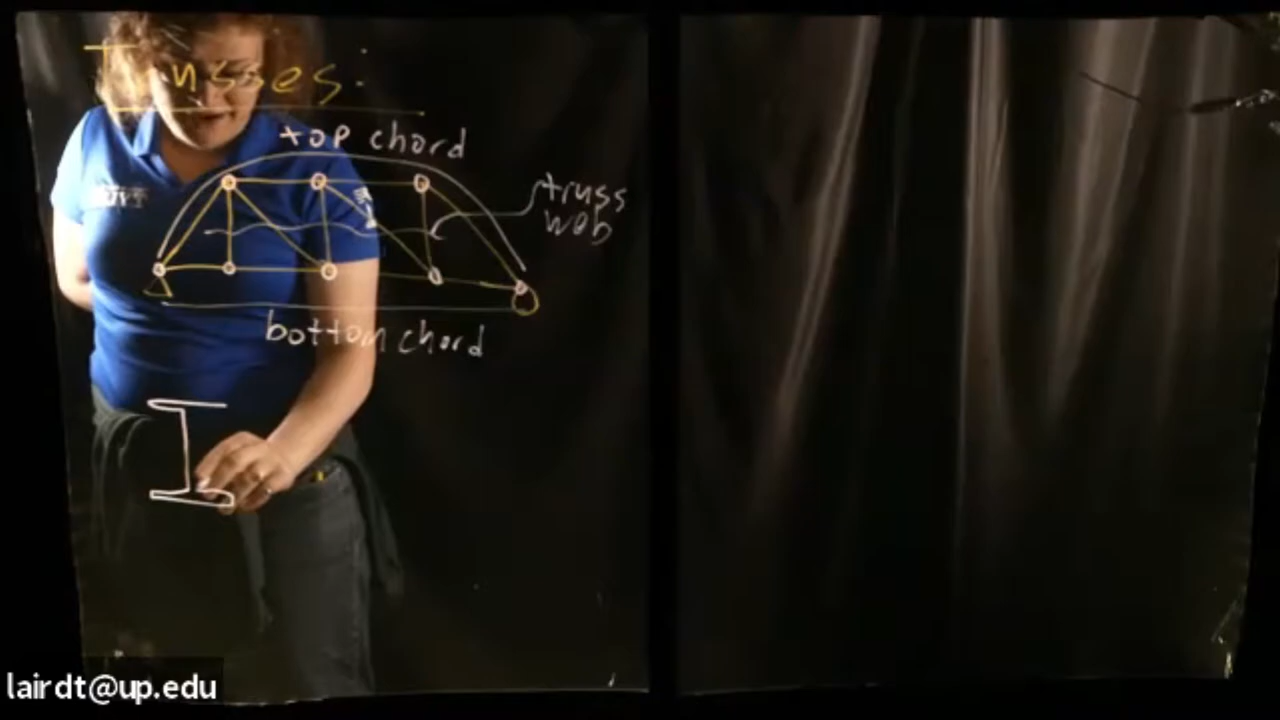 Trusses:
top chord
truss
web
bottom chord
lairdt@up.edu